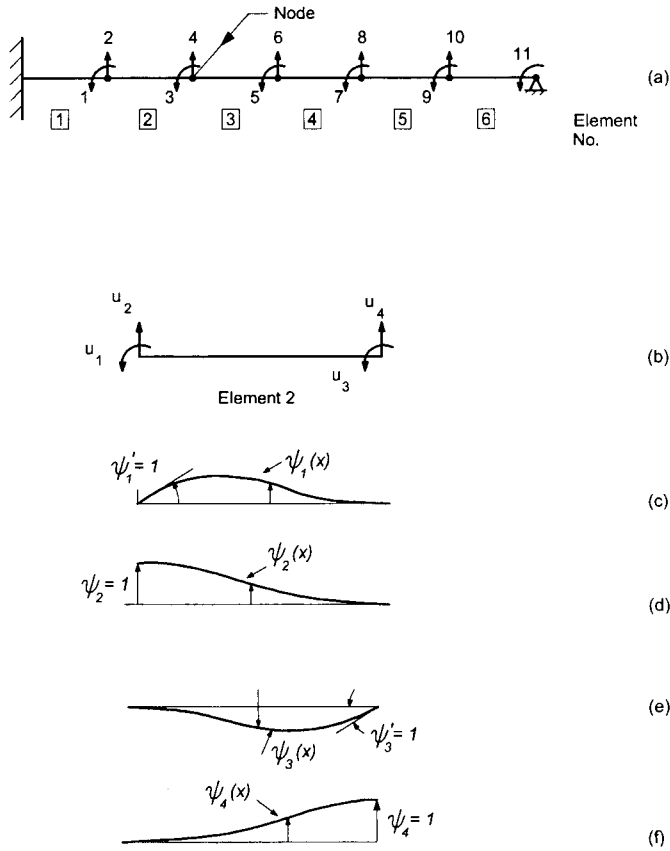 Node
2 4 6 8 10 11
(a)
1 3 5 7 9
1 2 3 4 5 6 Element
No.
u2 u4
u1 (b)
u3
Element 2
ψ1' = 1 ψ1(x)
(c)
ψ2(x)
ψ2 = 1
(d)
(e)
ψ3' = 1
ψ3(x)
ψ4(x)
ψ4 = 1
(f)